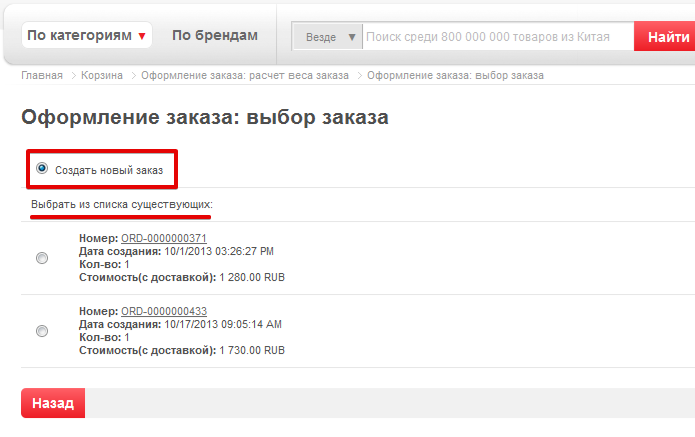 По категориям ▼ По брендам Везде ▼ Поиск среди 800 000 000 товаров из Китая Найти
Главная > Корзина > Оформление заказа: расчет веса заказа > Оформление заказа: выбор заказа
Оформление заказа: выбор заказа
Создать новый заказ
Выбрать из списка существующих:
Номер: ORD-0000000371
Дата создания: 10/1/2013 03:26:27 PM
Кол-во: 1
Стоимость(с доставкой): 1 280.00 RUB
Номер: ORD-0000000433
Дата создания: 10/17/2013 09:05:14 AM
Кол-во: 1
Стоимость(с доставкой): 1 730.00 RUB
Назад